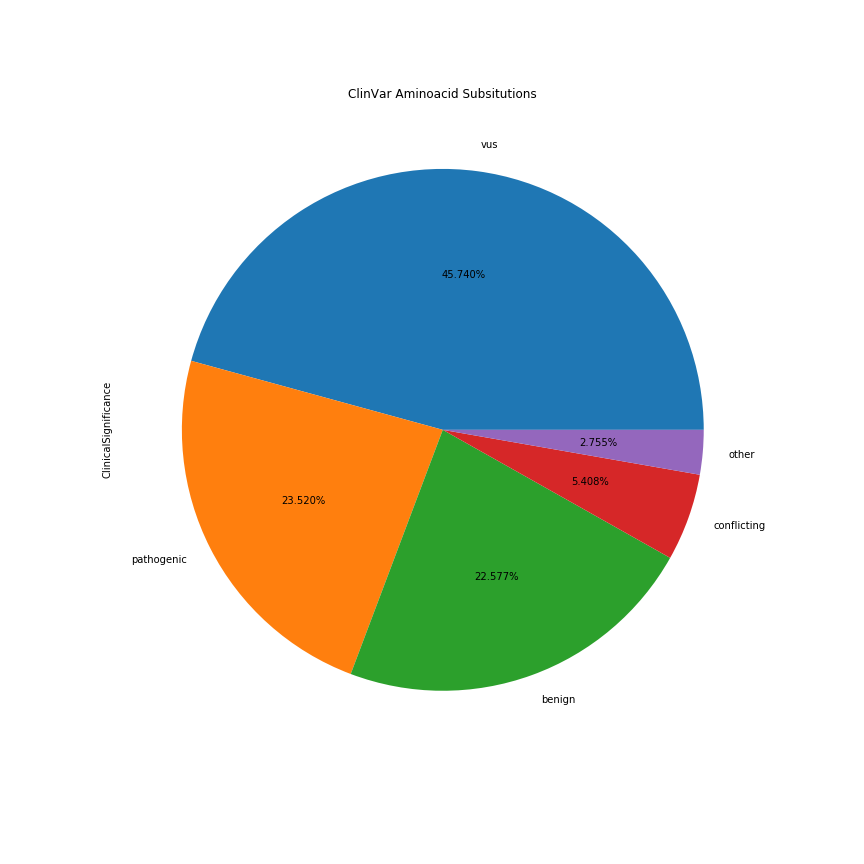 ClinVar Aminoacid Subsitutions
vus
45.740%
ClinicalSignificance
2.755%
other
5.408%
23.520%
conflicting
pathogenic
22.577%
benign